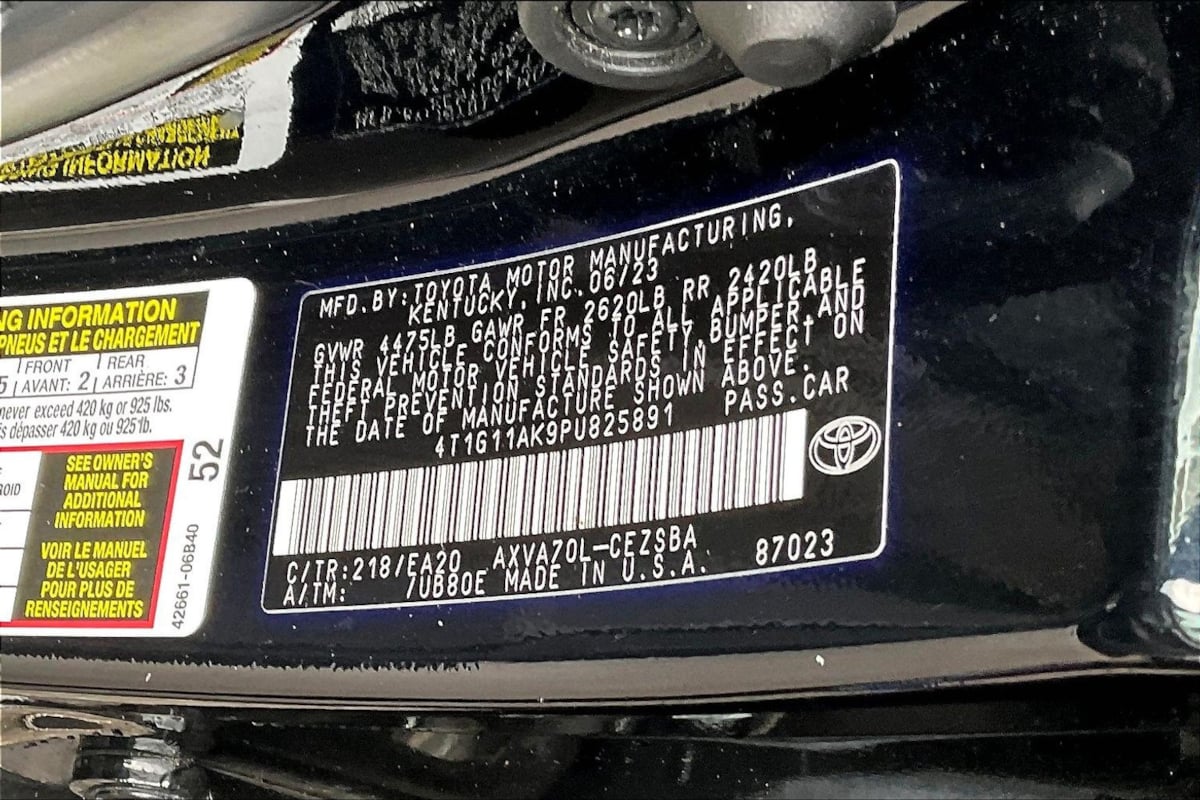 NG INFORMATION
PNEUS ET LE CHARGEMENT
5 FRONT AVANT: 2 REAR ARRIÈRE: 3
never exceed 420 kg or 925 lbs.
dépasser 420 kg ou 925 lb.
SEE OWNER'S
MANUAL FOR
ADDITIONAL
INFORMATION
VOIR LE MANUEL
DE L'USAGER
POUR PLUS DE
RENSEIGNEMENTS
52
42661-06B40
MFD. BY: TOYOTA MOTOR MANUFACTURING,
KENTUCKY, INC. 06/23
GVWR 4475LB GAWR FR 2620LB RR 2420LB
THIS VEHICLE CONFORMS TO ALL APPLICABLE
FEDERAL MOTOR VEHICLE SAFETY, BUMPER, AND
THEFT PREVENTION STANDARDS IN EFFECT ON
THE DATE OF MANUFACTURE SHOWN ABOVE.
4T1G11AK9PU825891 PASS.CAR
C/TR:218/EA20 AXVA70L-CEZSBA
A/TM: /UB80E MADE IN U.S.A. 87023
INFORMATION